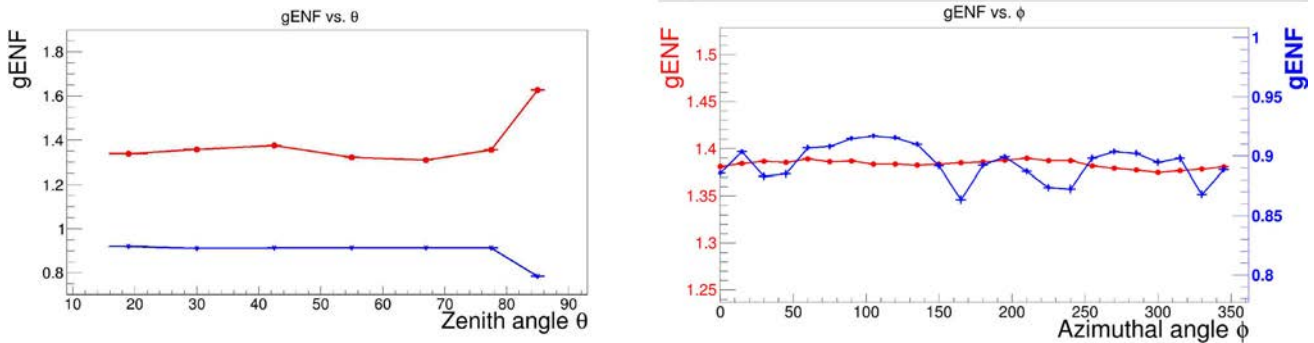 gENF vs. θ
gENF
1.8
1.6
1.4
1.2
1
0.8
10 20 30 40 50 60 70 80 90
Zenith angle θ
gENF vs. ϕ
gENF
1.5
1.45
1.4
1.35
1.3
1.25
0 50 100 150 200 250 300 350
Azimuthal angle ϕ
gENF
1
0.95
0.9
0.85
0.8